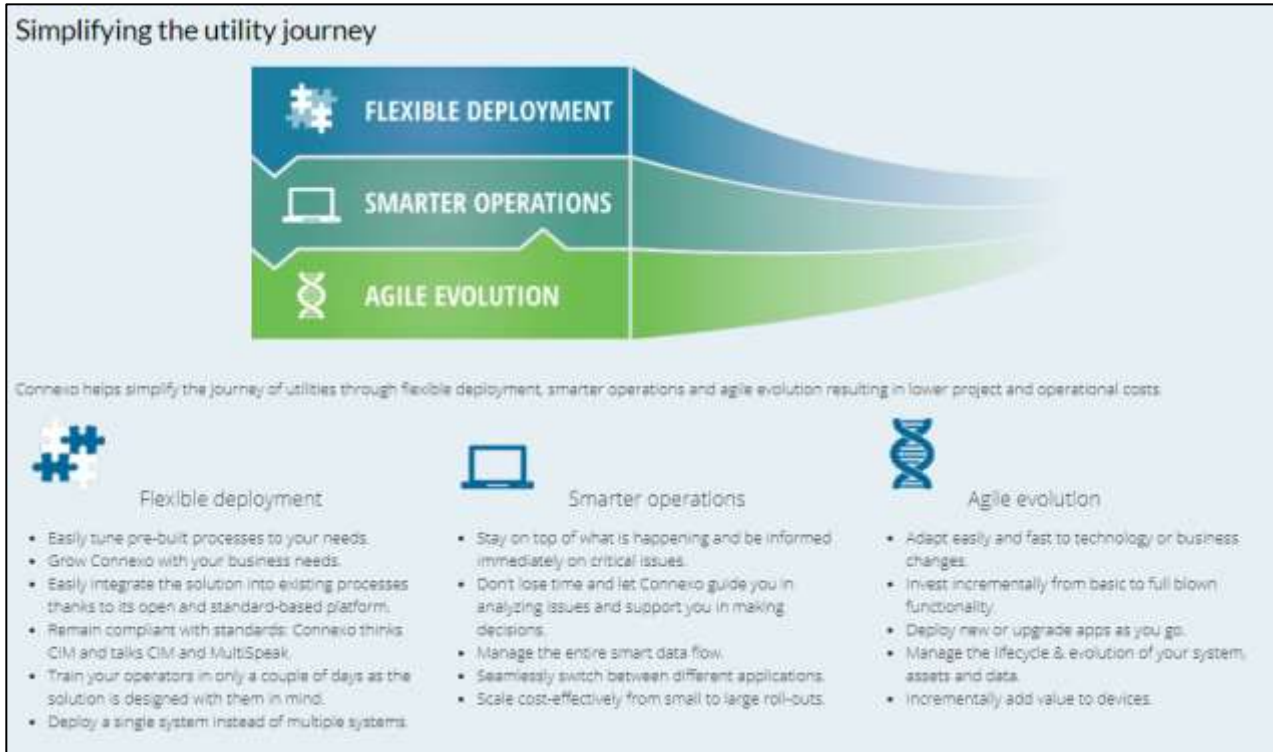 Simplifying the utility journey
FLEXIBLE DEPLOYMENT
SMARTER OPERATIONS
AGILE EVOLUTION
Connexo helps simplify the journey of utilities through flexible deployment, smarter operations and agile evolution resulting in lower project and operational costs
Flexible deployment
• Easily tune pre-built processes to your needs.
• Grow Connexo with your business needs.
• Easily integrate the solution into existing processes
thanks to its open and standard-based platform.
• Remain compliant with standards: Connexo thinks
CIM and talks CIM and MultiSpeak.
• Train your operators in only a couple of days as the
solution is designed with them in mind.
• Deploy a single system instead of multiple systems.
Smarter operations
• Stay on top of what is happening and be informed
immediately on critical issues.
• Don't lose time and let Connexo guide you in
analyzing issues and support you in making
decisions.
• Manage the entire smart data flow.
• Seamlessly switch between different applications.
• Scale cost-effectively from small to large roll-outs.
Agile evolution
• Adapt easily and fast to technology or business
changes.
• Invest incrementally from basic to full blown
functionality.
• Deploy new or upgrade apps as you go.
• Manage the lifecycle & evolution of your system,
assets and data.
• Incrementally add value to devices.